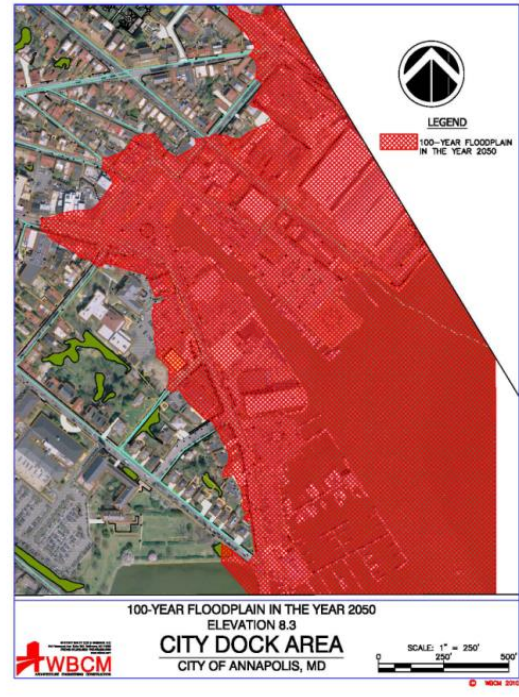 LEGEND
100-YEAR FLOODPLAIN
IN THE YEAR 2050
100-YEAR FLOODPLAIN IN THE YEAR 2050
ELEVATION 8.3
CITY DOCK AREA
CITY OF ANNAPOLIS, MD
WBCM
SCALE: 1" = 250'
0 250' 500'
© WBCM 2010